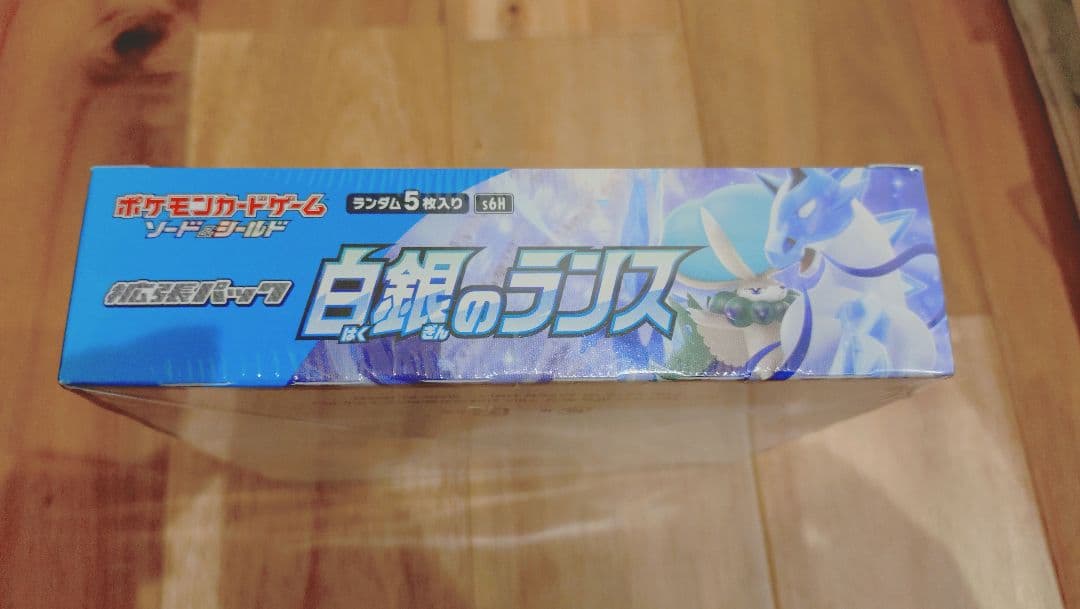 ポケモンカードゲーム
ソード&シールド
ランダム5枚入り s6H
拡張パック
白銀のランス
はくぎん